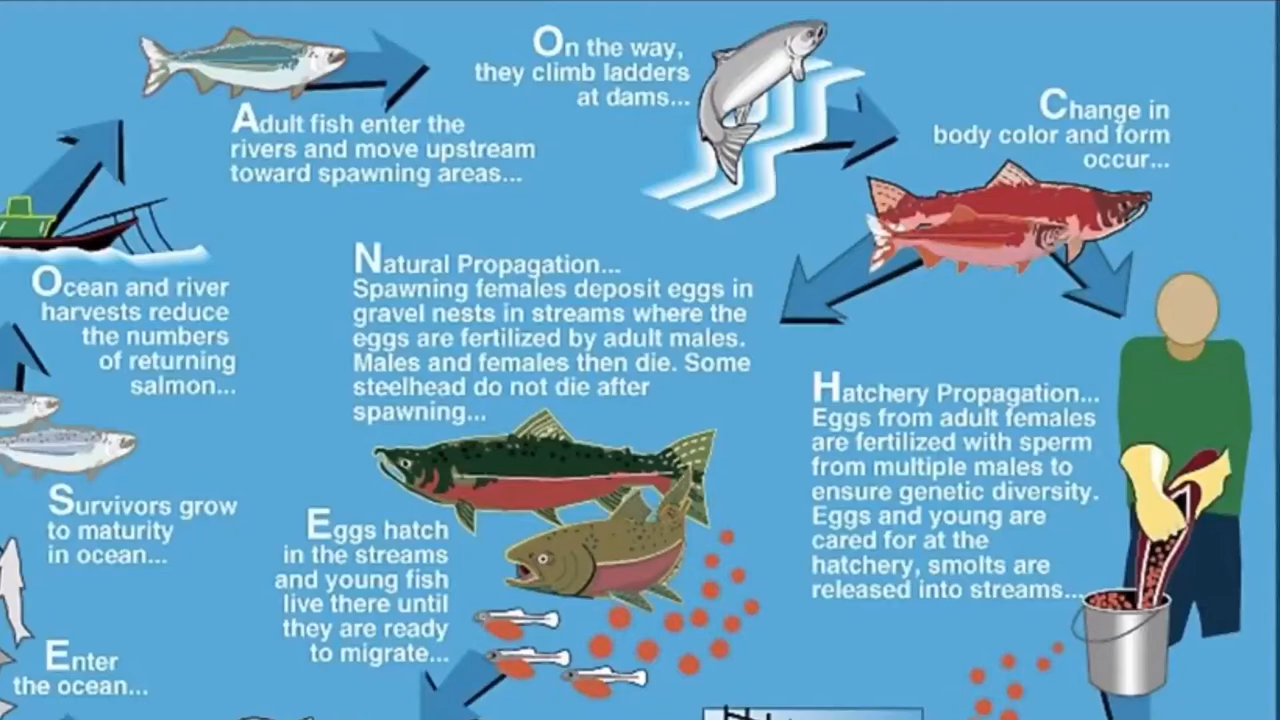 Adult fish enter the
rivers and move upstream
toward spawning areas...
On the way,
they climb ladders
at dams...
Change in
body color and form
occur...
Ocean and river
harvests reduce
the numbers
of returning
salmon...
Natural Propagation...
Spawning females deposit eggs in
gravel nests in streams where the
eggs are fertilized by adult males.
Males and females then die. Some
steelhead do not die after
spawning...
Hatchery Propagation...
Eggs from adult females
are fertilized with sperm
from multiple males to
ensure genetic diversity.
Eggs and young are
cared for at the
hatchery, smolts are
released into streams...
Survivors grow
to maturity
in ocean...
Eggs hatch
in the streams
and young fish
live there until
they are ready
to migrate...
Enter
the ocean...